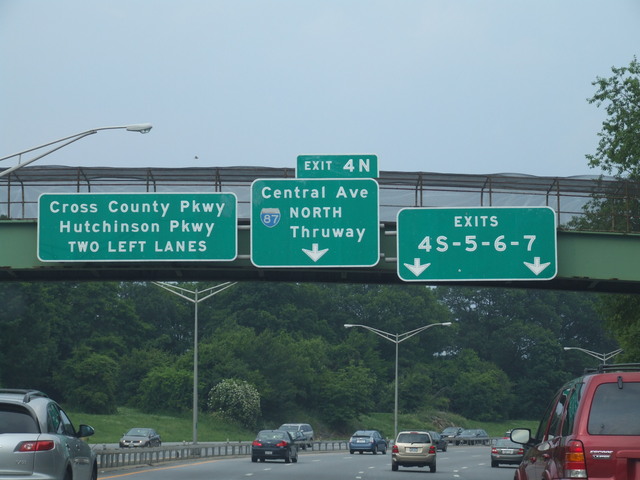 Cross County Pkwy
Hutchinson Pkwy
TWO LEFT LANES
EXIT 4N
Central Ave
87 NORTH
Thruway
EXITS
4S-5-6-7